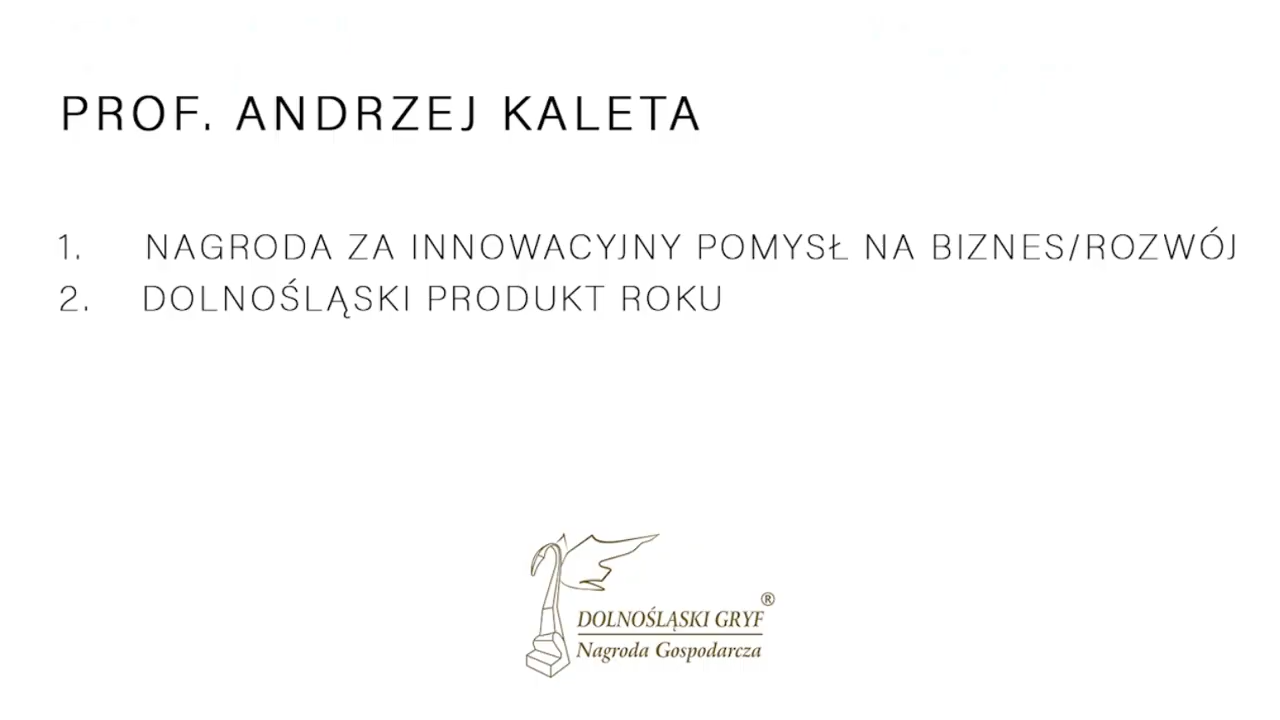 PROF. ANDRZEJ KALETA
1. NAGRODA ZA INNOWACYJNY POMYSŁ NA BIZNES/ROZWÓJ
2. DOLNOŚLĄSKI PRODUKT ROKU
DOLNOŚLĄSKI GRYF ®
Nagroda Gospodarcza